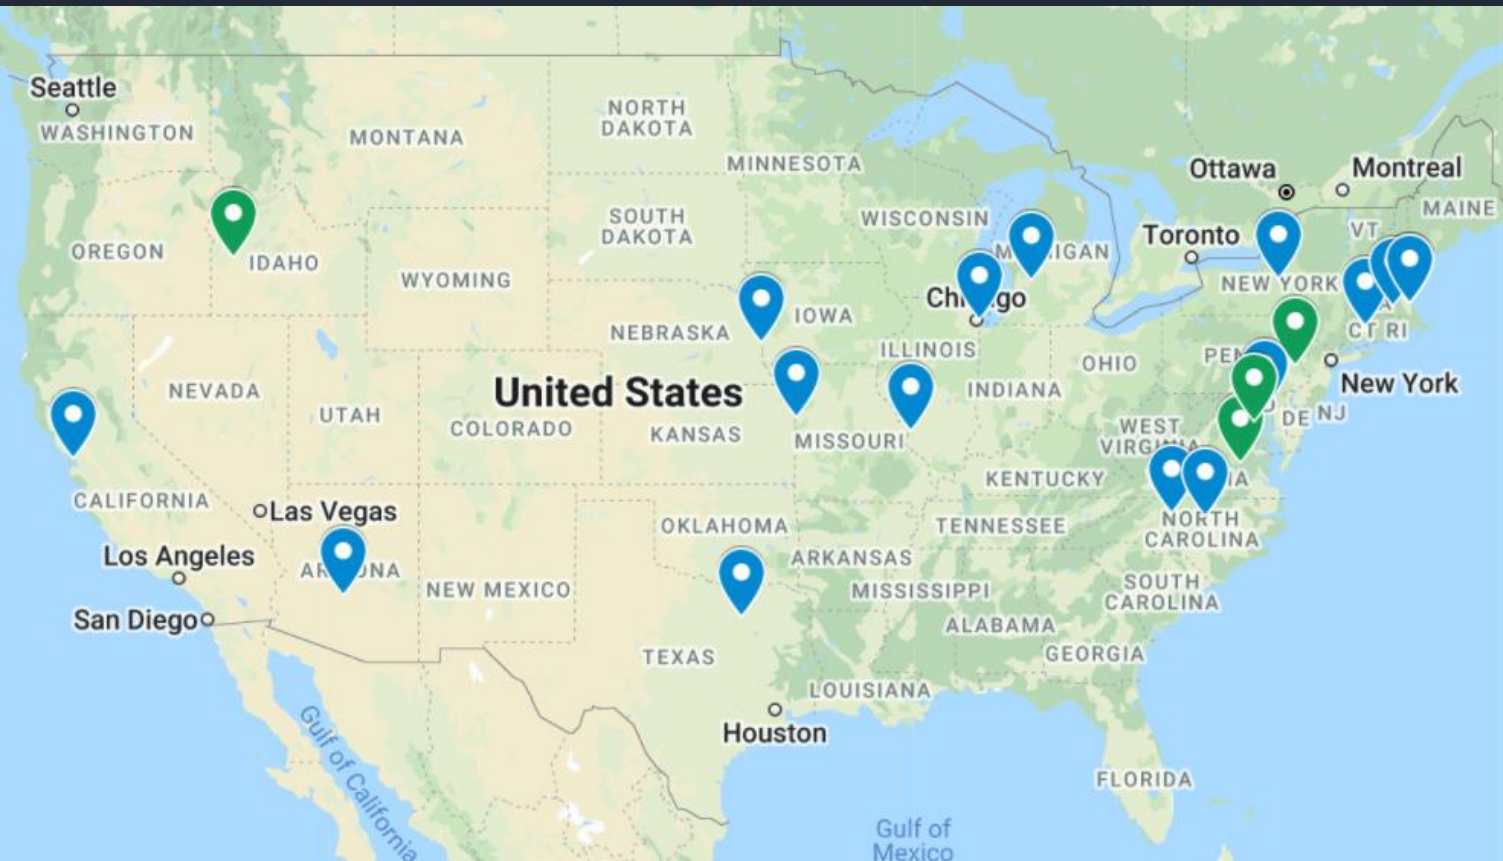 Seattle
WASHINGTON
MONTANA
NORTH
DAKOTA
MINNESOTA
Ottawa
Montreal
MAINE
OREGON
IDAHO
SOUTH
DAKOTA
WISCONSIN
Toronto
VT
WYOMING
NEW YORK
IOWA
NEBRASKA
ILLINOIS
OHIO
CT RI
NEVADA
UTAH
United States
COLORADO
KANSAS
MISSOURI
INDIANA
New York
DE
NJ
WEST
CALIFORNIA
KENTUCKY
Las Vegas
OKLAHOMA
TENNESSEE
NORTH
CAROLINA
Los Angeles
NEW MEXICO
ARKANSAS
MISSISSIPPI
SOUTH
CAROLINA
San Diego
ALABAMA
TEXAS
GEORGIA
LOUISIANA
Houston
Gulf of California
FLORIDA
Gulf of
Mexico